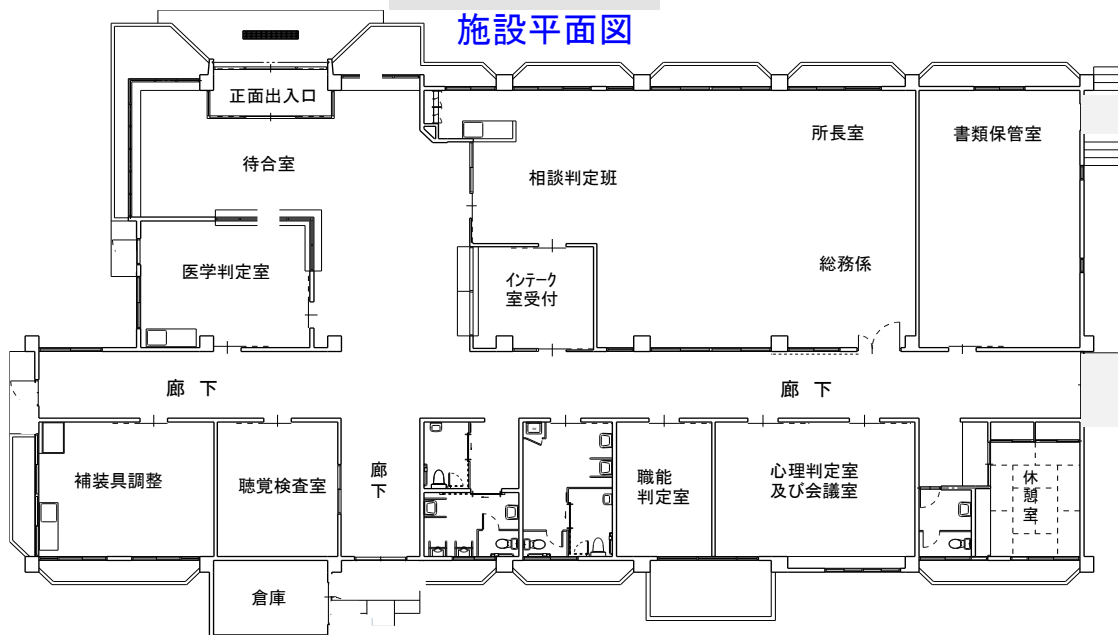 施設平面図
正面出入口
待合室
所長室
書類保管室
相談判定班
医学判定室
インテーク
室受付
総務係
廊 下
廊 下
補装具調整
聴覚検査室
廊
下
職能
判定室
心理判定室
及び会議室
休
憩
室
倉庫